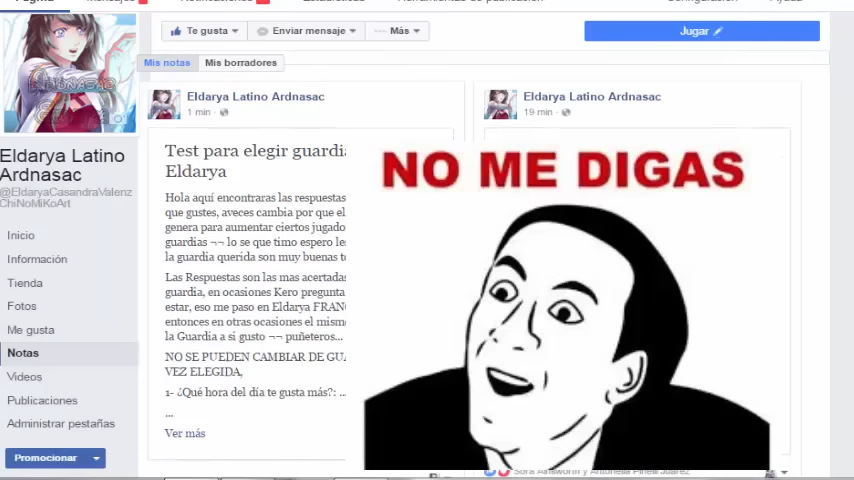 Te gusta
Enviar mensaje
Más
Jugar
Mis notas
Mis borradores
Eldarya Latino Ardnasac
1 min
Eldarya Latino Ardnasac
19 min
Eldarya Latino
Ardnasac
@EldaryaCasandraValenz
ChiNoMiKoArt
Inicio
Información
Tienda
Fotos
Me gusta
Notas
Videos
Publicaciones
Administrar pestañas
Promocionar
Test para elegir guardia
Eldarya
Hola aquí encontraras las respuestas
que gustes, aveces cambia por que el
genera para aumentar ciertos jugado
guardias ¬¬ lo se que timo espero le
la guardia querida son muy buenas t
Las Respuestas son las mas acertadas
guardia, en ocasiones Kero pregunta
estar, eso me paso en Eldarya FRAN
entonces en otras ocasiones el mism
la Guardia a si gusto ¬¬ puñeteros...
NO SE PUEDEN CAMBIAR DE GUA
VEZ ELEGIDA,
1- ¿Qué hora del día te gusta más?: ...
...
Ver más
NO ME DIGAS